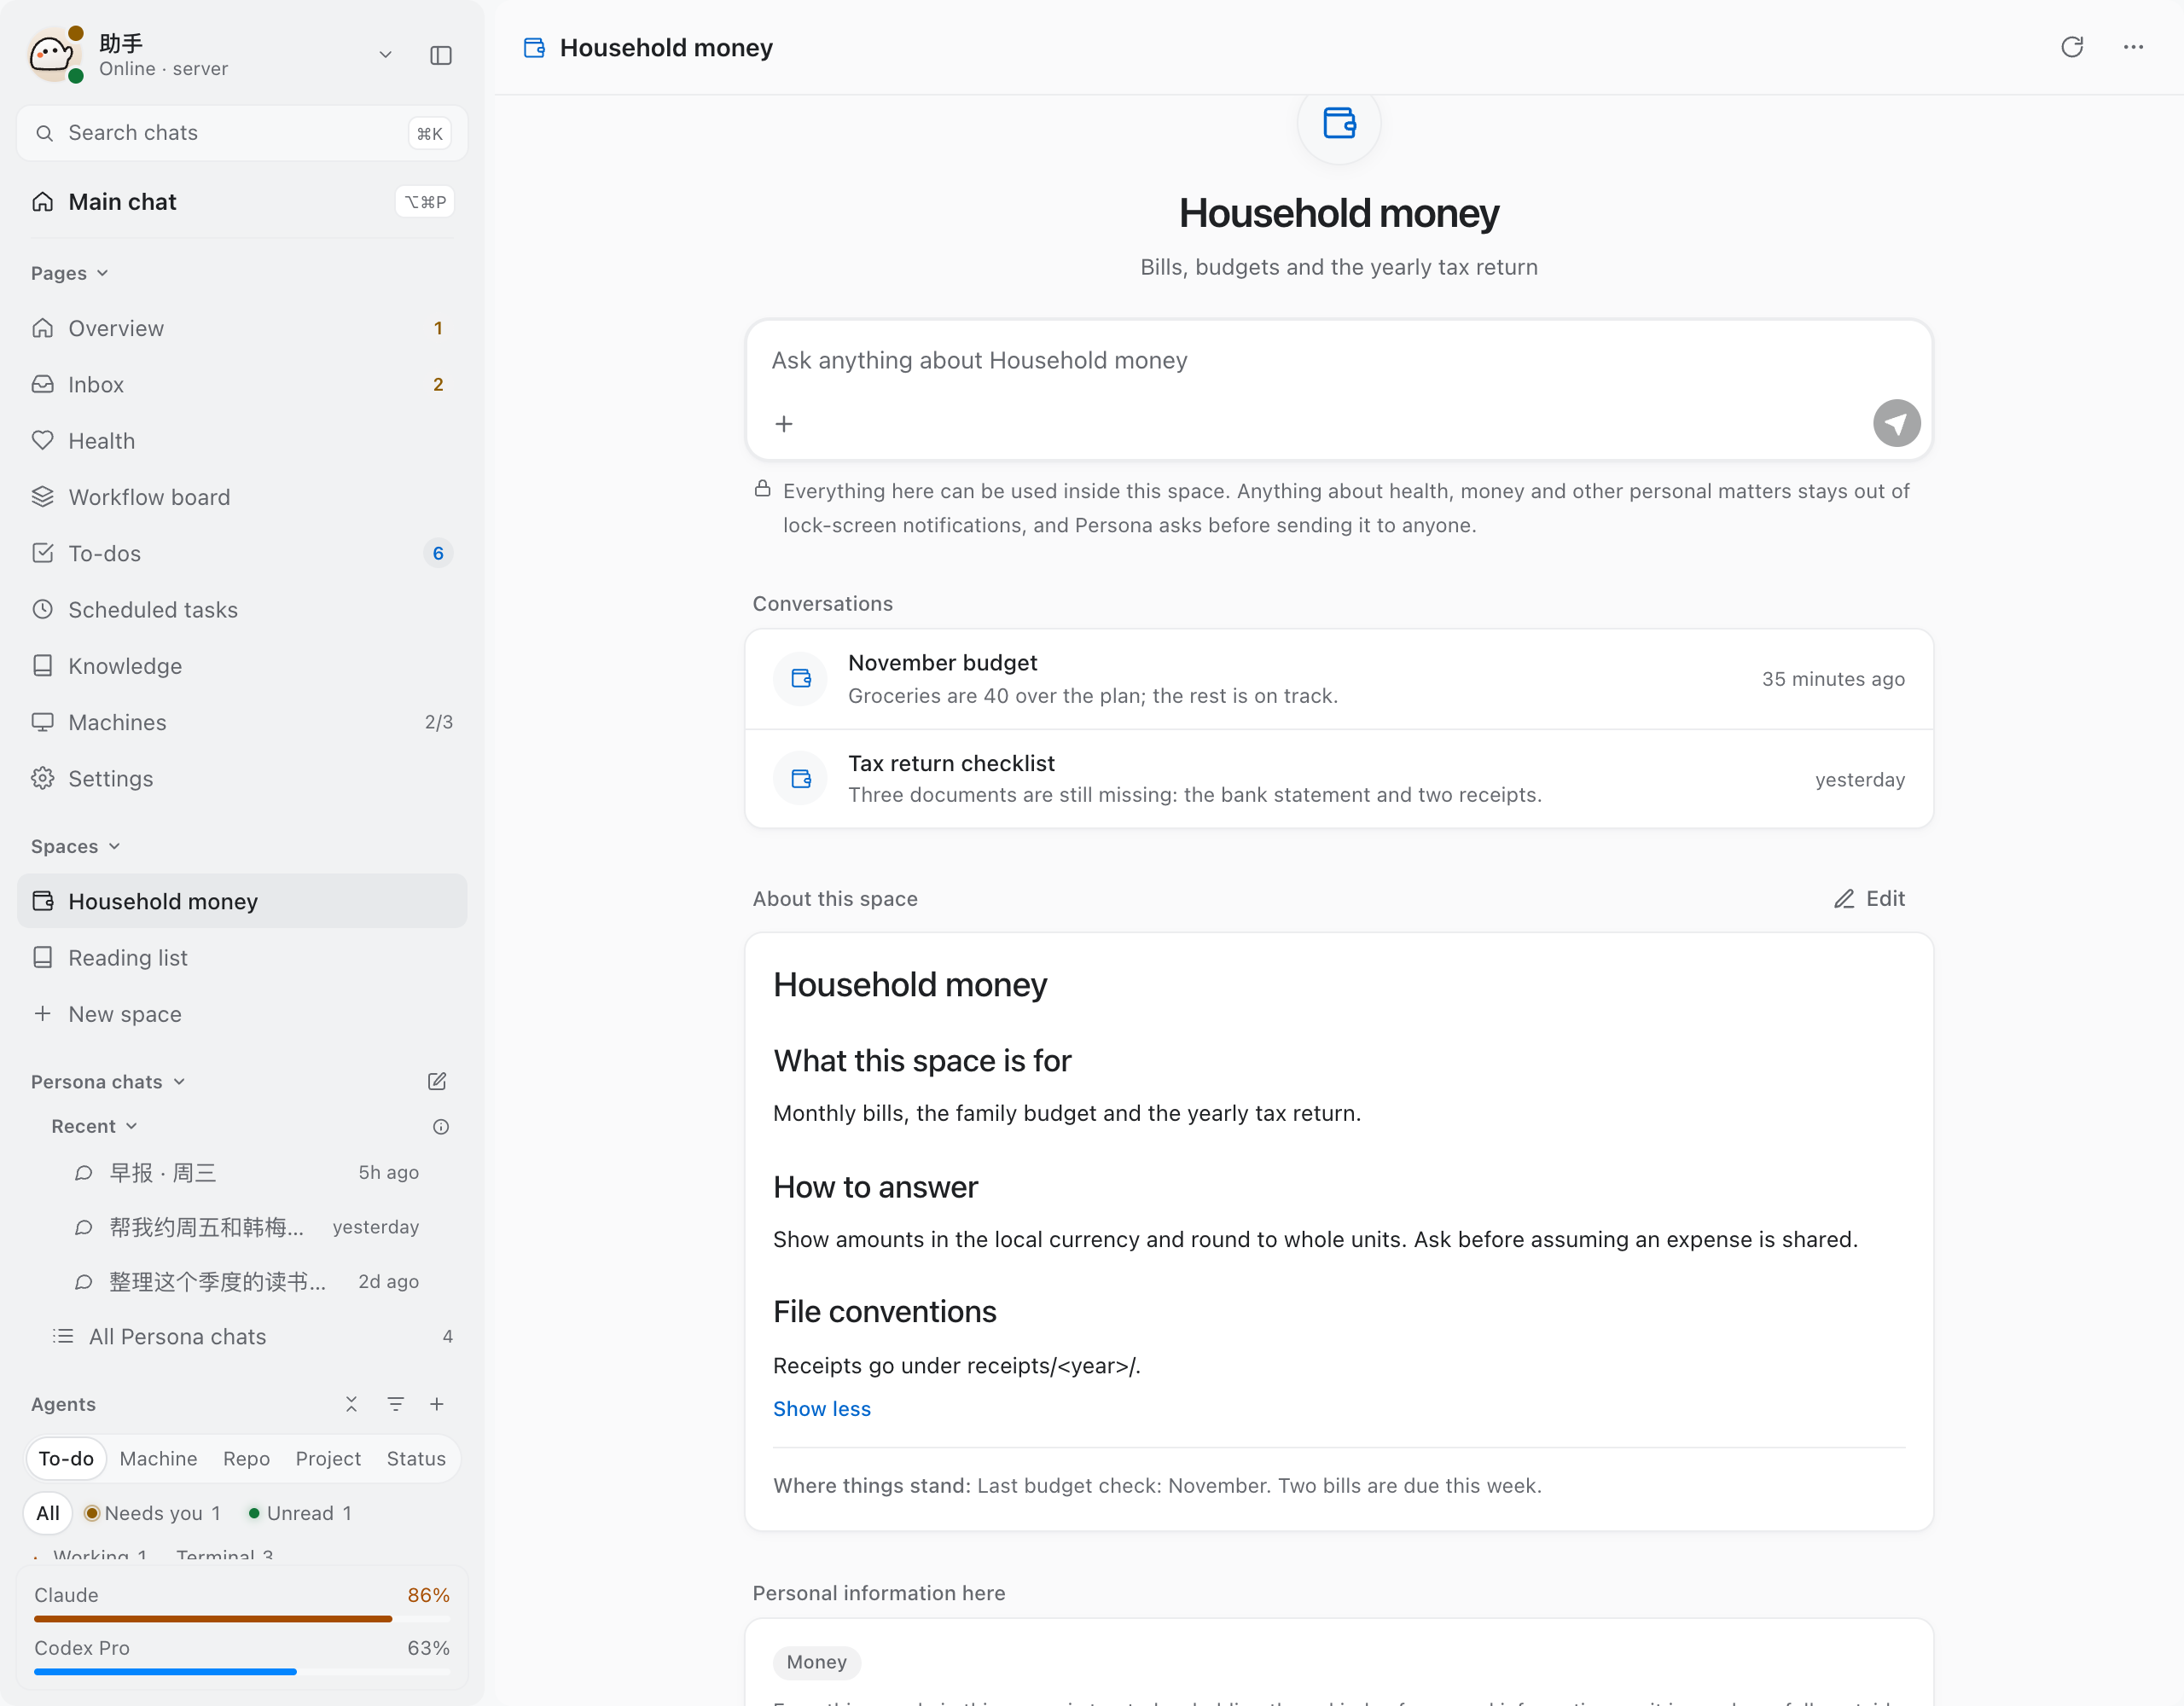 助手
Online · server
Search chats
⌘K
Main chat
⌥⌘P
Pages
Overview
1
Inbox
2
Health
Workflow board
To-dos
6
Scheduled tasks
Knowledge
Machines
2/3
Settings
Spaces
Household money
Reading list
New space
Persona chats
Recent
早报 · 周三
5h ago
帮我约周五和韩梅...
yesterday
整理这个季度的读书...
2d ago
All Persona chats
4
Agents
To-do
Machine
Repo
Project
Status
All
Needs you 1
Unread 1
Working 1
Terminal 3
Claude
86%
Codex Pro
63%
Household money
Household money
Bills, budgets and the yearly tax return
Ask anything about Household money
Everything here can be used inside this space. Anything about health, money and other personal matters stays out of
lock-screen notifications, and Persona asks before sending it to anyone.
Conversations
November budget
Groceries are 40 over the plan; the rest is on track.
35 minutes ago
Tax return checklist
Three documents are still missing: the bank statement and two receipts.
yesterday
About this space
Edit
Household money
What this space is for
Monthly bills, the family budget and the yearly tax return.
How to answer
Show amounts in the local currency and round to whole units. Ask before assuming an expense is shared.
File conventions
Receipts go under receipts/<year>/.
Show less
Where things stand: Last budget check: November. Two bills are due this week.
Personal information here
Money